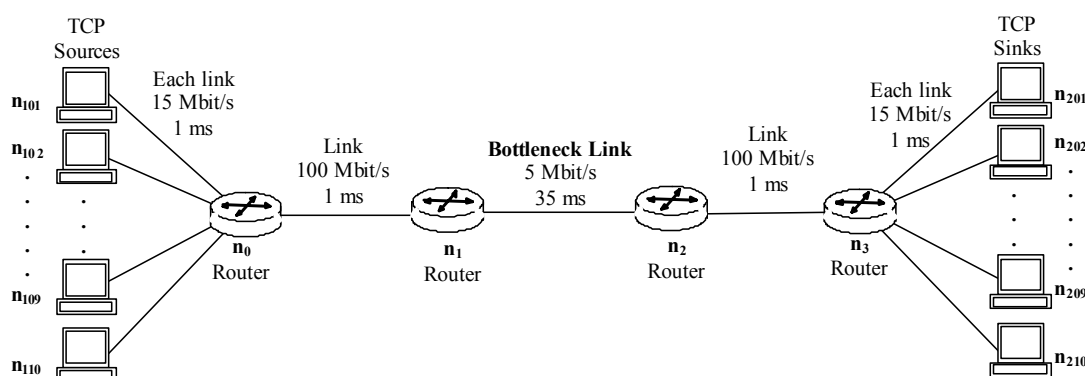 TCP
Sources
n101
n102
n109
n110
Each link
15 Mbit/s
1 ms
Link
100 Mbit/s
1 ms
n0
Router
n1
Router
Bottleneck Link
5 Mbit/s
35 ms
Link
100 Mbit/s
1 ms
n2
Router
n3
Router
Each link
15 Mbit/s
1 ms
TCP
Sinks
n201
n202
n209
n210